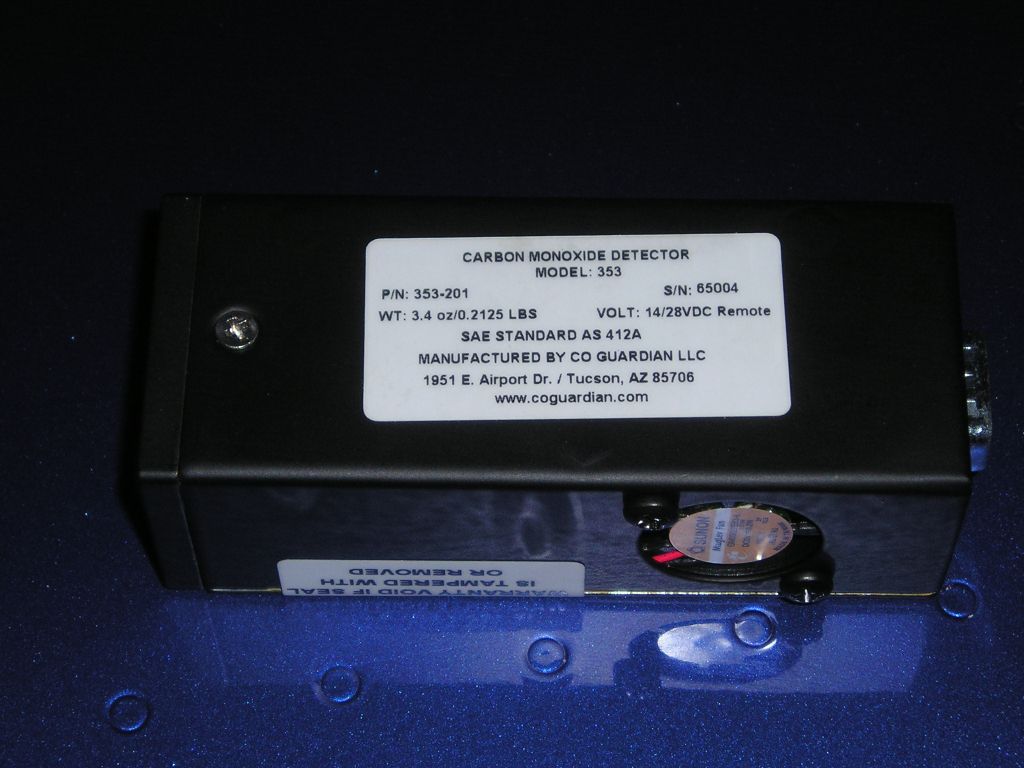 CARBON MONOXIDE DETECTOR
MODEL: 353
P/N: 353-201 S/N: 65004
WT: 3.4 oz/0.2125 LBS VOLT: 14/28VDC Remote
SAE STANDARD AS 412A
MANUFACTURED BY CO GUARDIAN LLC
1951 E. Airport Dr. / Tucson, AZ 85706
www.coguardian.com
WARRANTY VOID IF SEAL
IS TAMPERED WITH
OR REMOVED
SUNON
MagLev Fan